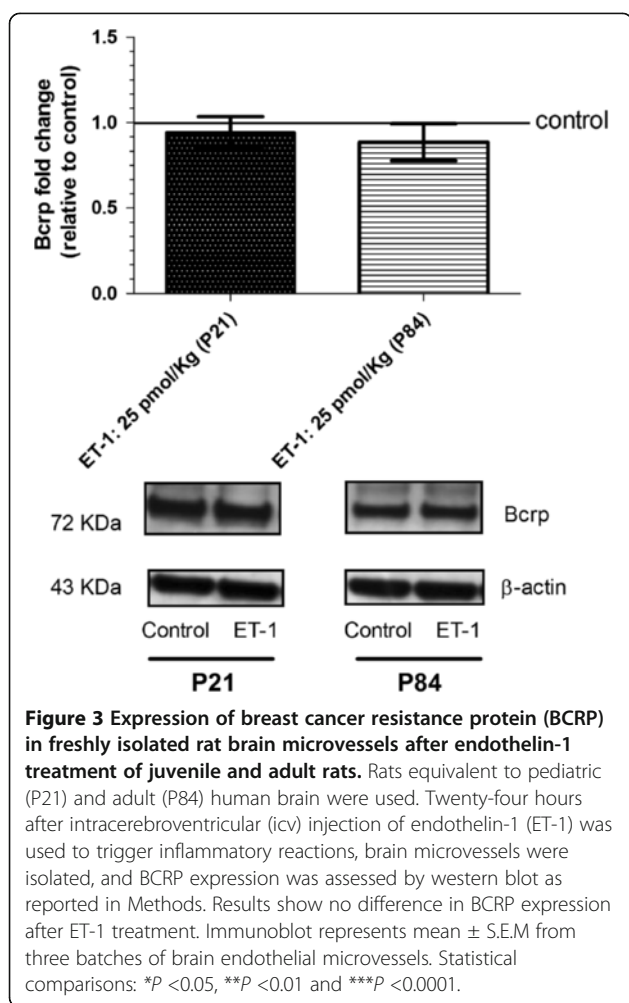 1.5
1.0
0.5
0.0
Bcrp fold change
(relative to control)
control
ET-1: 25 pmol/Kg (P21)
ET-1: 25 pmol/Kg (P84)
72 KDa
Bcrp
43 KDa
β-actin
Control ET-1 Control ET-1
P21 P84
Figure 3 Expression of breast cancer resistance protein (BCRP)
in freshly isolated rat brain microvessels after endothelin-1
treatment of juvenile and adult rats. Rats equivalent to pediatric
(P21) and adult (P84) human brain were used. Twenty-four hours
after intracerebroventricular (icv) injection of endothelin-1 (ET-1) was
used to trigger inflammatory reactions, brain microvessels were
isolated, and BCRP expression was assessed by western blot as
reported in Methods. Results show no difference in BCRP expression
after ET-1 treatment. Immunoblot represents mean ± S.E.M from
three batches of brain endothelial microvessels. Statistical
comparisons: *P <0.05, **P <0.01 and ***P <0.0001.